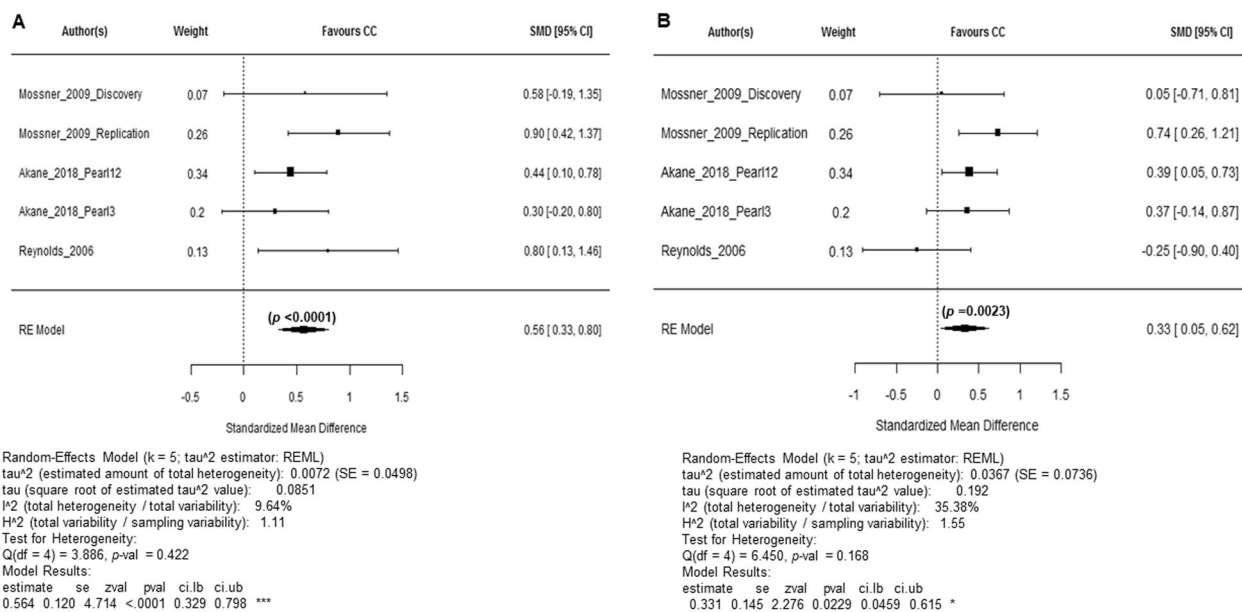 A
Author(s) Weight Favours CC SMD [95% CI]
Mossner_2009_Discovery 0.07 0.58 [-0.19, 1.35]
Mossner_2009_Replication 0.26 0.90 [ 0.42, 1.37]
Akane_2018_Pearl12 0.34 0.44 [ 0.10, 0.78]
Akane_2018_Pearl3 0.2 0.30 [-0.20, 0.80]
Reynolds_2006 0.13 0.80 [ 0.13, 1.46]
(p <0.0001)
RE Model 0.56 [ 0.33, 0.80]
-0.5 0 0.5 1 1.5
Standardized Mean Difference
Random-Effects Model (k = 5; tau^2 estimator: REML)
tau^2 (estimated amount of total heterogeneity): 0.0072 (SE = 0.0498)
tau (square root of estimated tau^2 value): 0.0851
I^2 (total heterogeneity / total variability): 9.64%
H^2 (total variability / sampling variability): 1.11
Test for Heterogeneity:
Q(df = 4) = 3.886, p-val = 0.422
Model Results:
estimate se zval pval ci.lb ci.ub
0.564 0.120 4.714 <.0001 0.329 0.798 ***
B
Author(s) Weight Favours CC SMD [95% CI]
Mossner_2009_Discovery 0.07 0.05 [-0.71, 0.81]
Mossner_2009_Replication 0.26 0.74 [ 0.26, 1.21]
Akane_2018_Pearl12 0.34 0.39 [ 0.05, 0.73]
Akane_2018_Pearl3 0.2 0.37 [-0.14, 0.87]
Reynolds_2006 0.13 -0.25 [-0.90, 0.40]
(p =0.0023)
RE Model 0.33 [ 0.05, 0.62]
-1 -0.5 0 0.5 1 1.5
Standardized Mean Difference
Random-Effects Model (k = 5; tau^2 estimator: REML)
tau^2 (estimated amount of total heterogeneity): 0.0367 (SE = 0.0736)
tau (square root of estimated tau^2 value): 0.192
I^2 (total heterogeneity / total variability): 35.38%
H^2 (total variability / sampling variability): 1.55
Test for Heterogeneity:
Q(df = 4) = 6.450, p-val = 0.168
Model Results:
estimate se zval pval ci.lb ci.ub
0.331 0.145 2.276 0.0229 0.0459 0.615 *